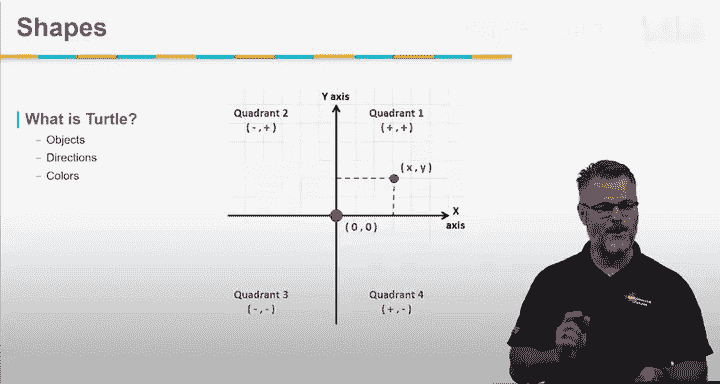 Shapes
What is Turtle?
– Objects
– Directions
– Colors
Y axis
Quadrant 2
(-,+)
Quadrant 1
(+,+)
(x,y)
X
axis
(0,0)
Quadrant 3
(-,-)
Quadrant 4
(+,-)